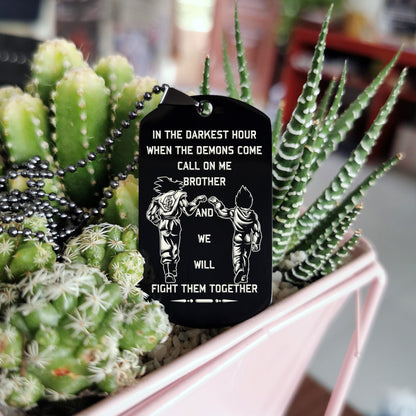 IN THE DARKEST HOUR
WHEN THE DEMONS COME
CALL ON ME
BROTHER
AND
WE
WILL
FIGHT THEM TOGETHER